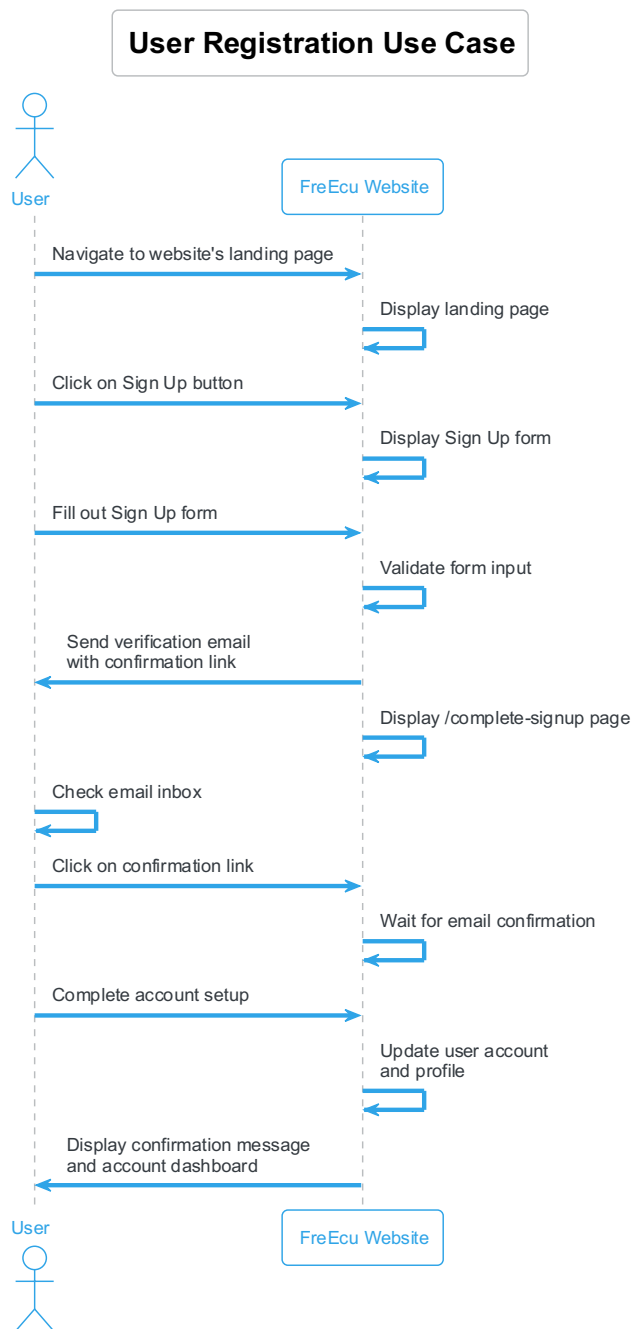 User Registration Use Case
User
FreEcu Website
Navigate to website's landing page
Display landing page
Click on Sign Up button
Display Sign Up form
Fill out Sign Up form
Validate form input
Send verification email
with confirmation link
Display /complete-signup page
Check email inbox
Click on confirmation link
Wait for email confirmation
Complete account setup
Update user account
and profile
Display confirmation message
and account dashboard
User
FreEcu Website